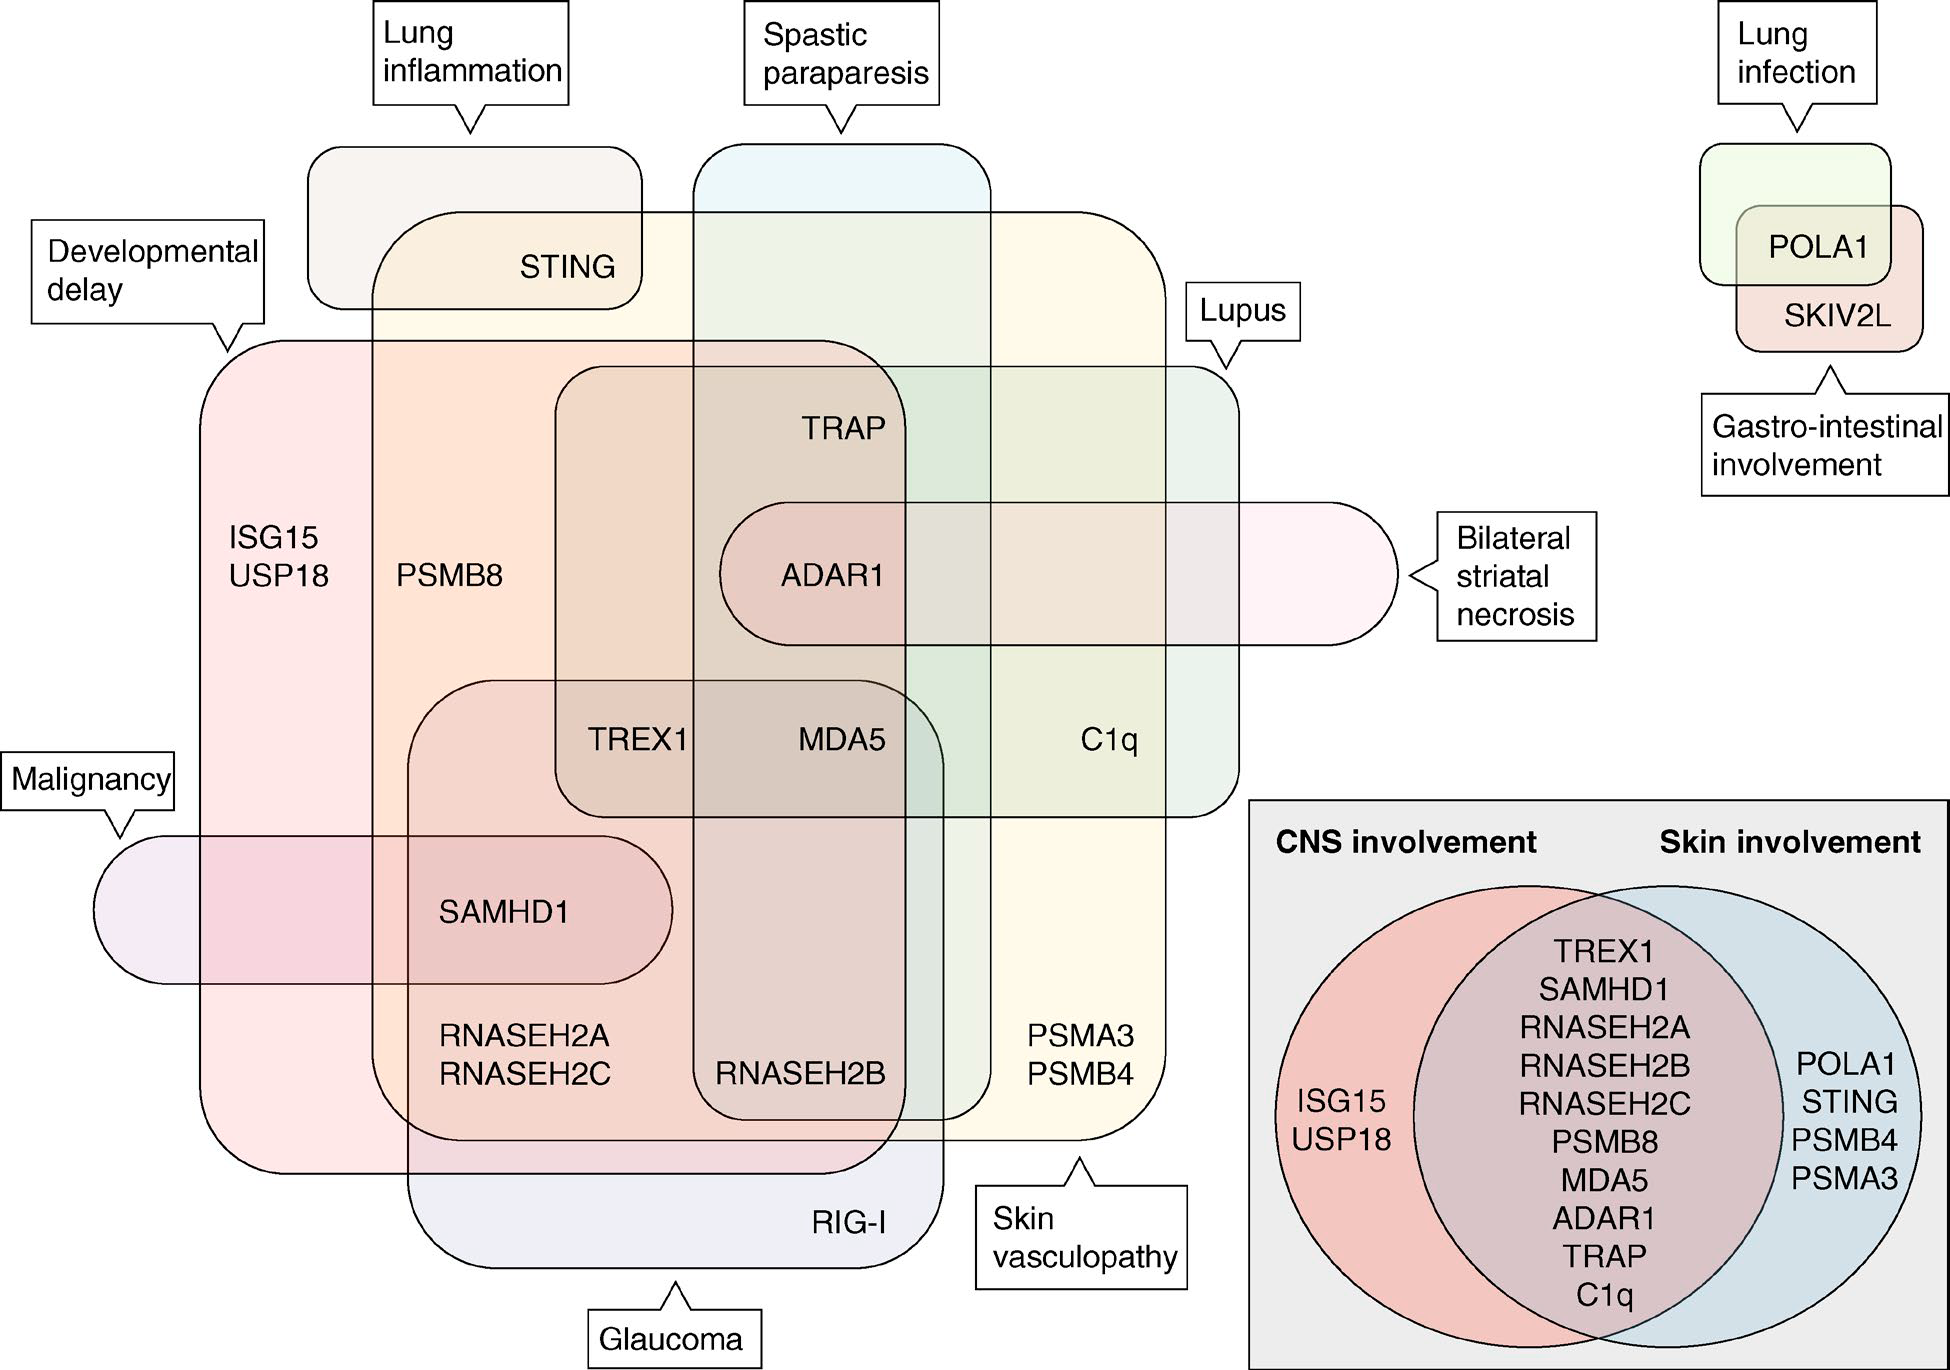 Lung
inflammation
Spastic
paraparesis
Lung
infection
Developmental
delay
STING
POLA1
SKIV2L
Lupus
Gastro-intestinal
involvement
TRAP
ISG15
USP18
PSMB8
ADAR1
Bilateral
striatal
necrosis
TREX1
MDA5
C1q
Malignancy
SAMHD1
RNASEH2A
RNASEH2C
RNASEH2B
PSMA3
PSMB4
RIG-I
Skin
vasculopathy
Glaucoma
CNS involvement
Skin involvement
ISG15
USP18
TREX1
SAMHD1
RNASEH2A
RNASEH2B
RNASEH2C
PSMB8
MDA5
ADAR1
TRAP
C1q
POLA1
STING
PSMB4
PSMA3